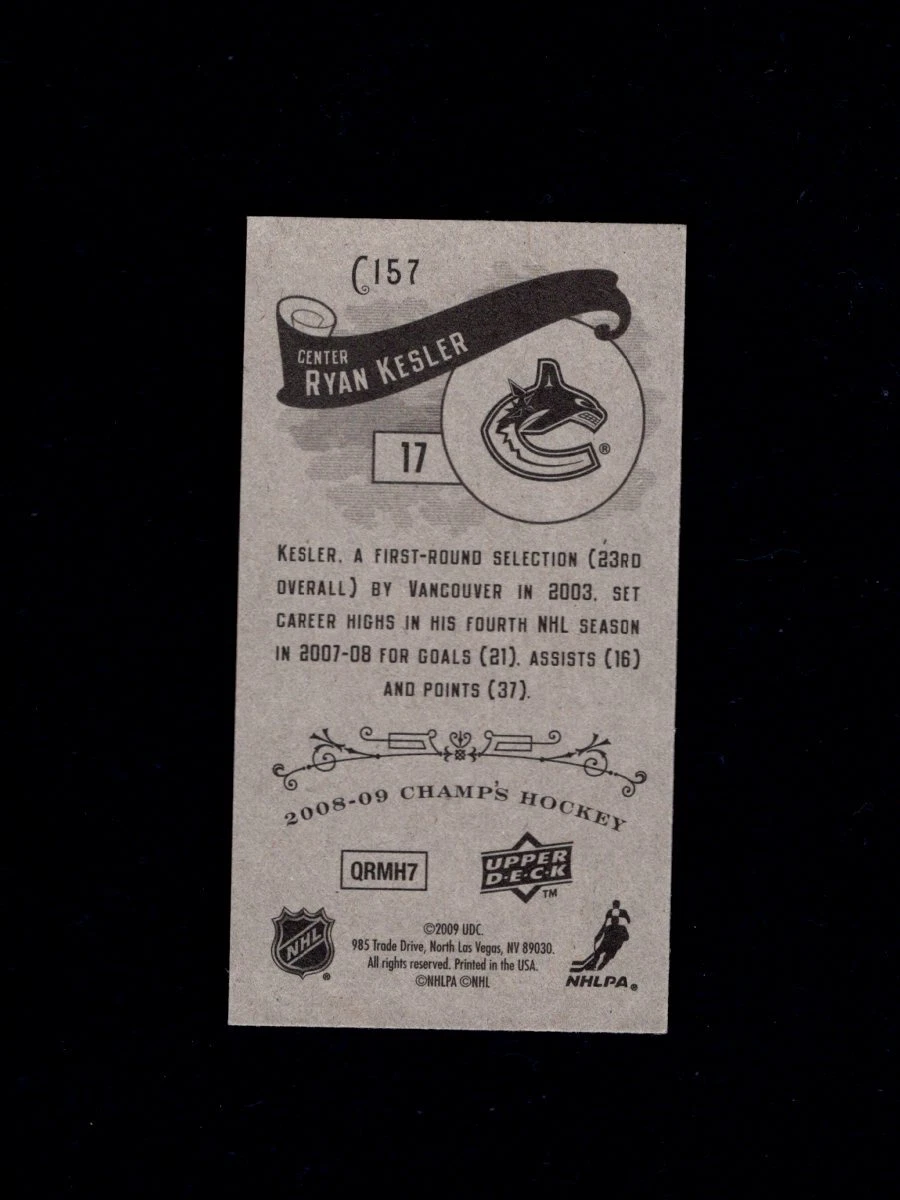 C157
CENTER
RYAN KESLER
17
®
KESLER, A FIRST-ROUND SELECTION (23RD
OVERALL) BY VANCOUVER IN 2003, SET
CAREER HIGHS IN HIS FOURTH NHL SEASON
IN 2007-08 FOR GOALS (21), ASSISTS (16)
AND POINTS (37).
2008-09 CHAMP'S HOCKEY
QRMH7
UPPER
D·E·C·K
TM
NHL
®
©2009 UDC.
985 Trade Drive, North Las Vegas, NV 89030.
All rights reserved. Printed in the USA.
©NHLPA ©NHL
NHLPA®